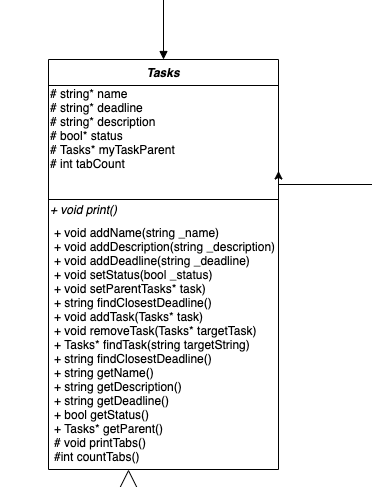 Tasks
# string* name
# string* deadline
# string* description
# bool* status
# Tasks* myTaskParent
# int tabCount
+ void print()
+ void addName(string _name)
+ void addDescription(string _description)
+ void addDeadline(string _deadline)
+ void setStatus(bool _status)
+ void setParentTasks* task)
+ string findClosestDeadline()
+ void addTask(Tasks* task)
+ void removeTask(Tasks* targetTask)
+ Tasks* findTask(string targetString)
+ string findClosestDeadline()
+ string getName()
+ string getDescription()
+ string getDeadline()
+ bool getStatus()
+ Tasks* getParent()
# void printTabs()
#int countTabs()